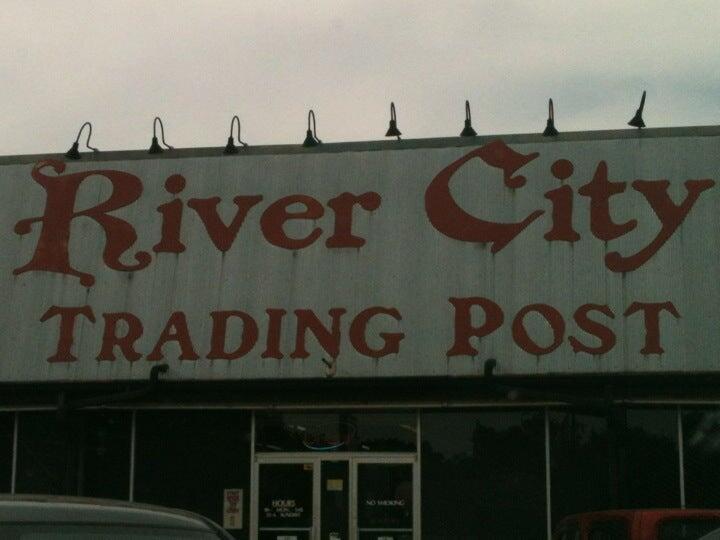 River City
TRADING POST
HOURS
NO SMOKING